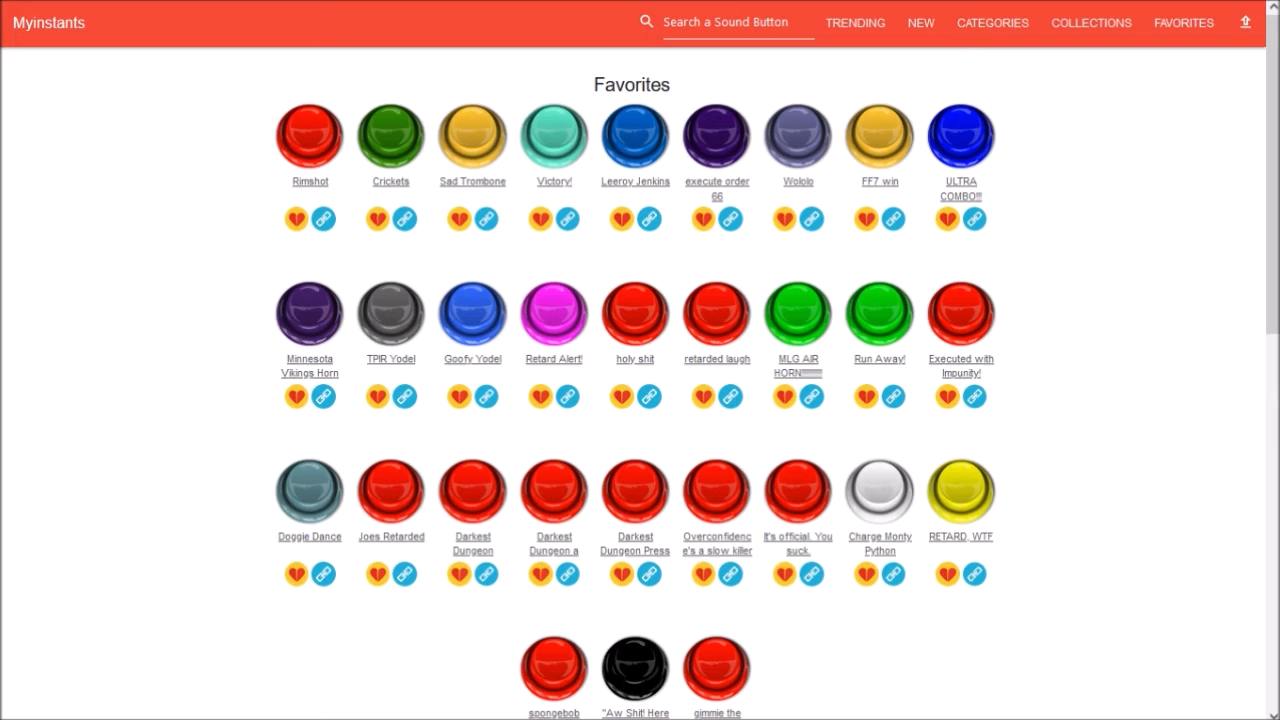 Myinstants
Search a Sound Button
TRENDING
NEW
CATEGORIES
COLLECTIONS
FAVORITES
Favorites
Rimshot
Crickets
Sad Trombone
Victory!
Leeroy Jenkins
execute order
66
Wololo
FF7 win
ULTRA
COMBO!!!
Minnesota
Vikings Horn
TPIR Yodel
Goofy Yodel
Retard Alert!
holy shit
retarded laugh
MLG AIR
Run Away!
Executed with
Impunity!
Doggie Dance
Joes Retarded
Darkest
Dungeon
Darkest
Dungeon a
Darkest
Dungeon Press
Overconfidenc
e's a slow killer
It's official. You
suck.
Charge Monty
Python
RETARD, WTF
spongebob
"Aw Shit! Here
gimmie the